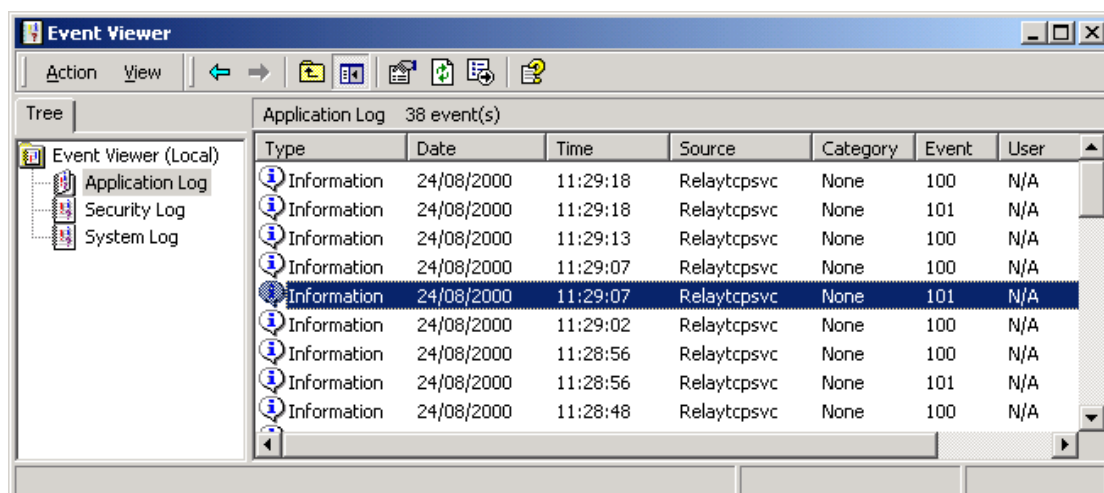 Event Viewer
Action View
Tree
Application Log 38 event(s)
Event Viewer (Local)
Application Log
Security Log
System Log
Type Date Time Source Category Event User
Information 24/08/2000 11:29:18 Relaytcpsvc None 100 N/A
Information 24/08/2000 11:29:18 Relaytcpsvc None 101 N/A
Information 24/08/2000 11:29:13 Relaytcpsvc None 100 N/A
Information 24/08/2000 11:29:07 Relaytcpsvc None 100 N/A
Information 24/08/2000 11:29:07 Relaytcpsvc None 101 N/A
Information 24/08/2000 11:29:02 Relaytcpsvc None 100 N/A
Information 24/08/2000 11:28:56 Relaytcpsvc None 100 N/A
Information 24/08/2000 11:28:56 Relaytcpsvc None 101 N/A
Information 24/08/2000 11:28:48 Relaytcpsvc None 100 N/A